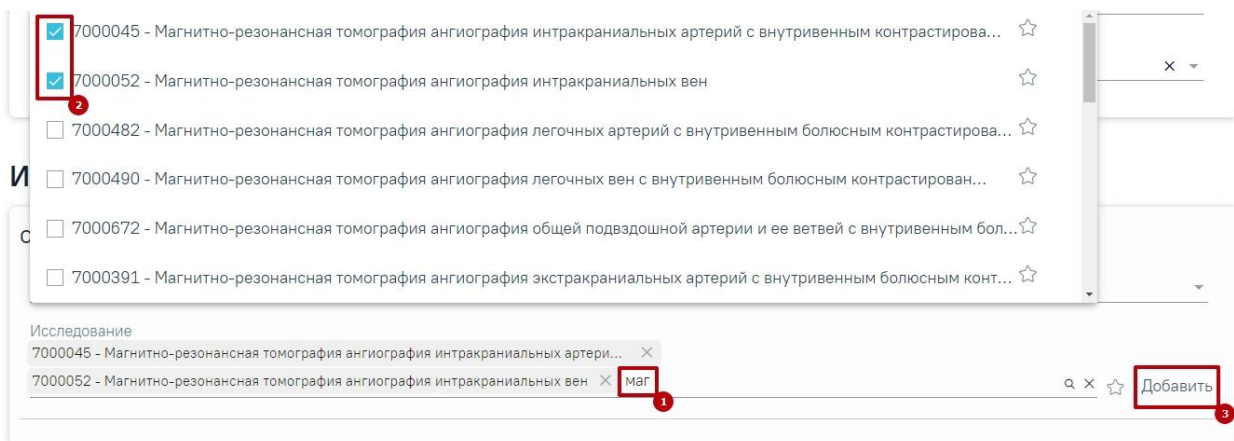 7000045 - Магнитно-резонансная томография ангиография интракраниальных артерий с внутривенным контрастирова...
7000052 - Магнитно-резонансная томография ангиография интракраниальных вен
2
7000482 - Магнитно-резонансная томография ангиография легочных артерий с внутривенным болюсным контрастирова...
7000490 - Магнитно-резонансная томография ангиография легочных вен с внутривенным болюсным контрастирован...
И
7000672 - Магнитно-резонансная томография ангиография общей подвздошной артерии и ее ветвей с внутривенным бол...
7000391 - Магнитно-резонансная томография ангиография экстракраниальных артерий с внутривенным болюсным конт...
Исследование
7000045 - Магнитно-резонансная томография ангиография интракраниальных артери...
7000052 - Магнитно-резонансная томография ангиография интракраниальных вен маг Добавить
1 3